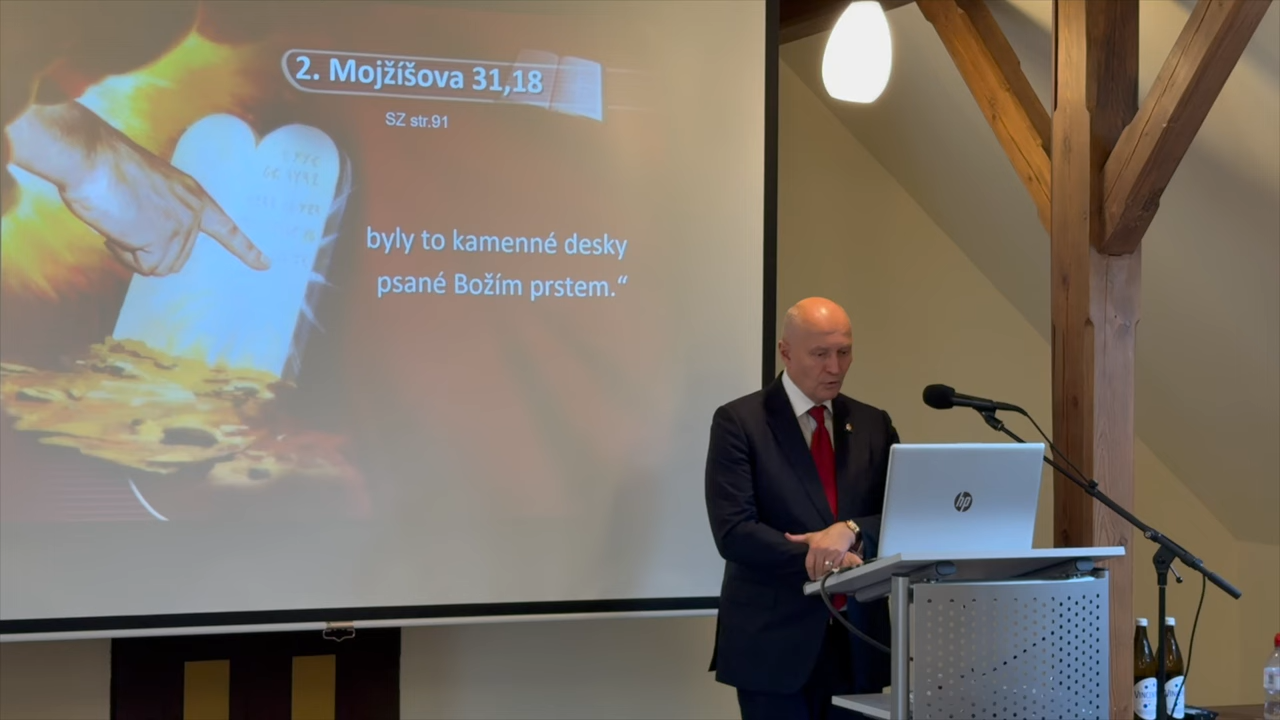 2. Mojžíšova 31,18
SZ str.91
byly to kamenné desky
psané Božím prstem.“
hp